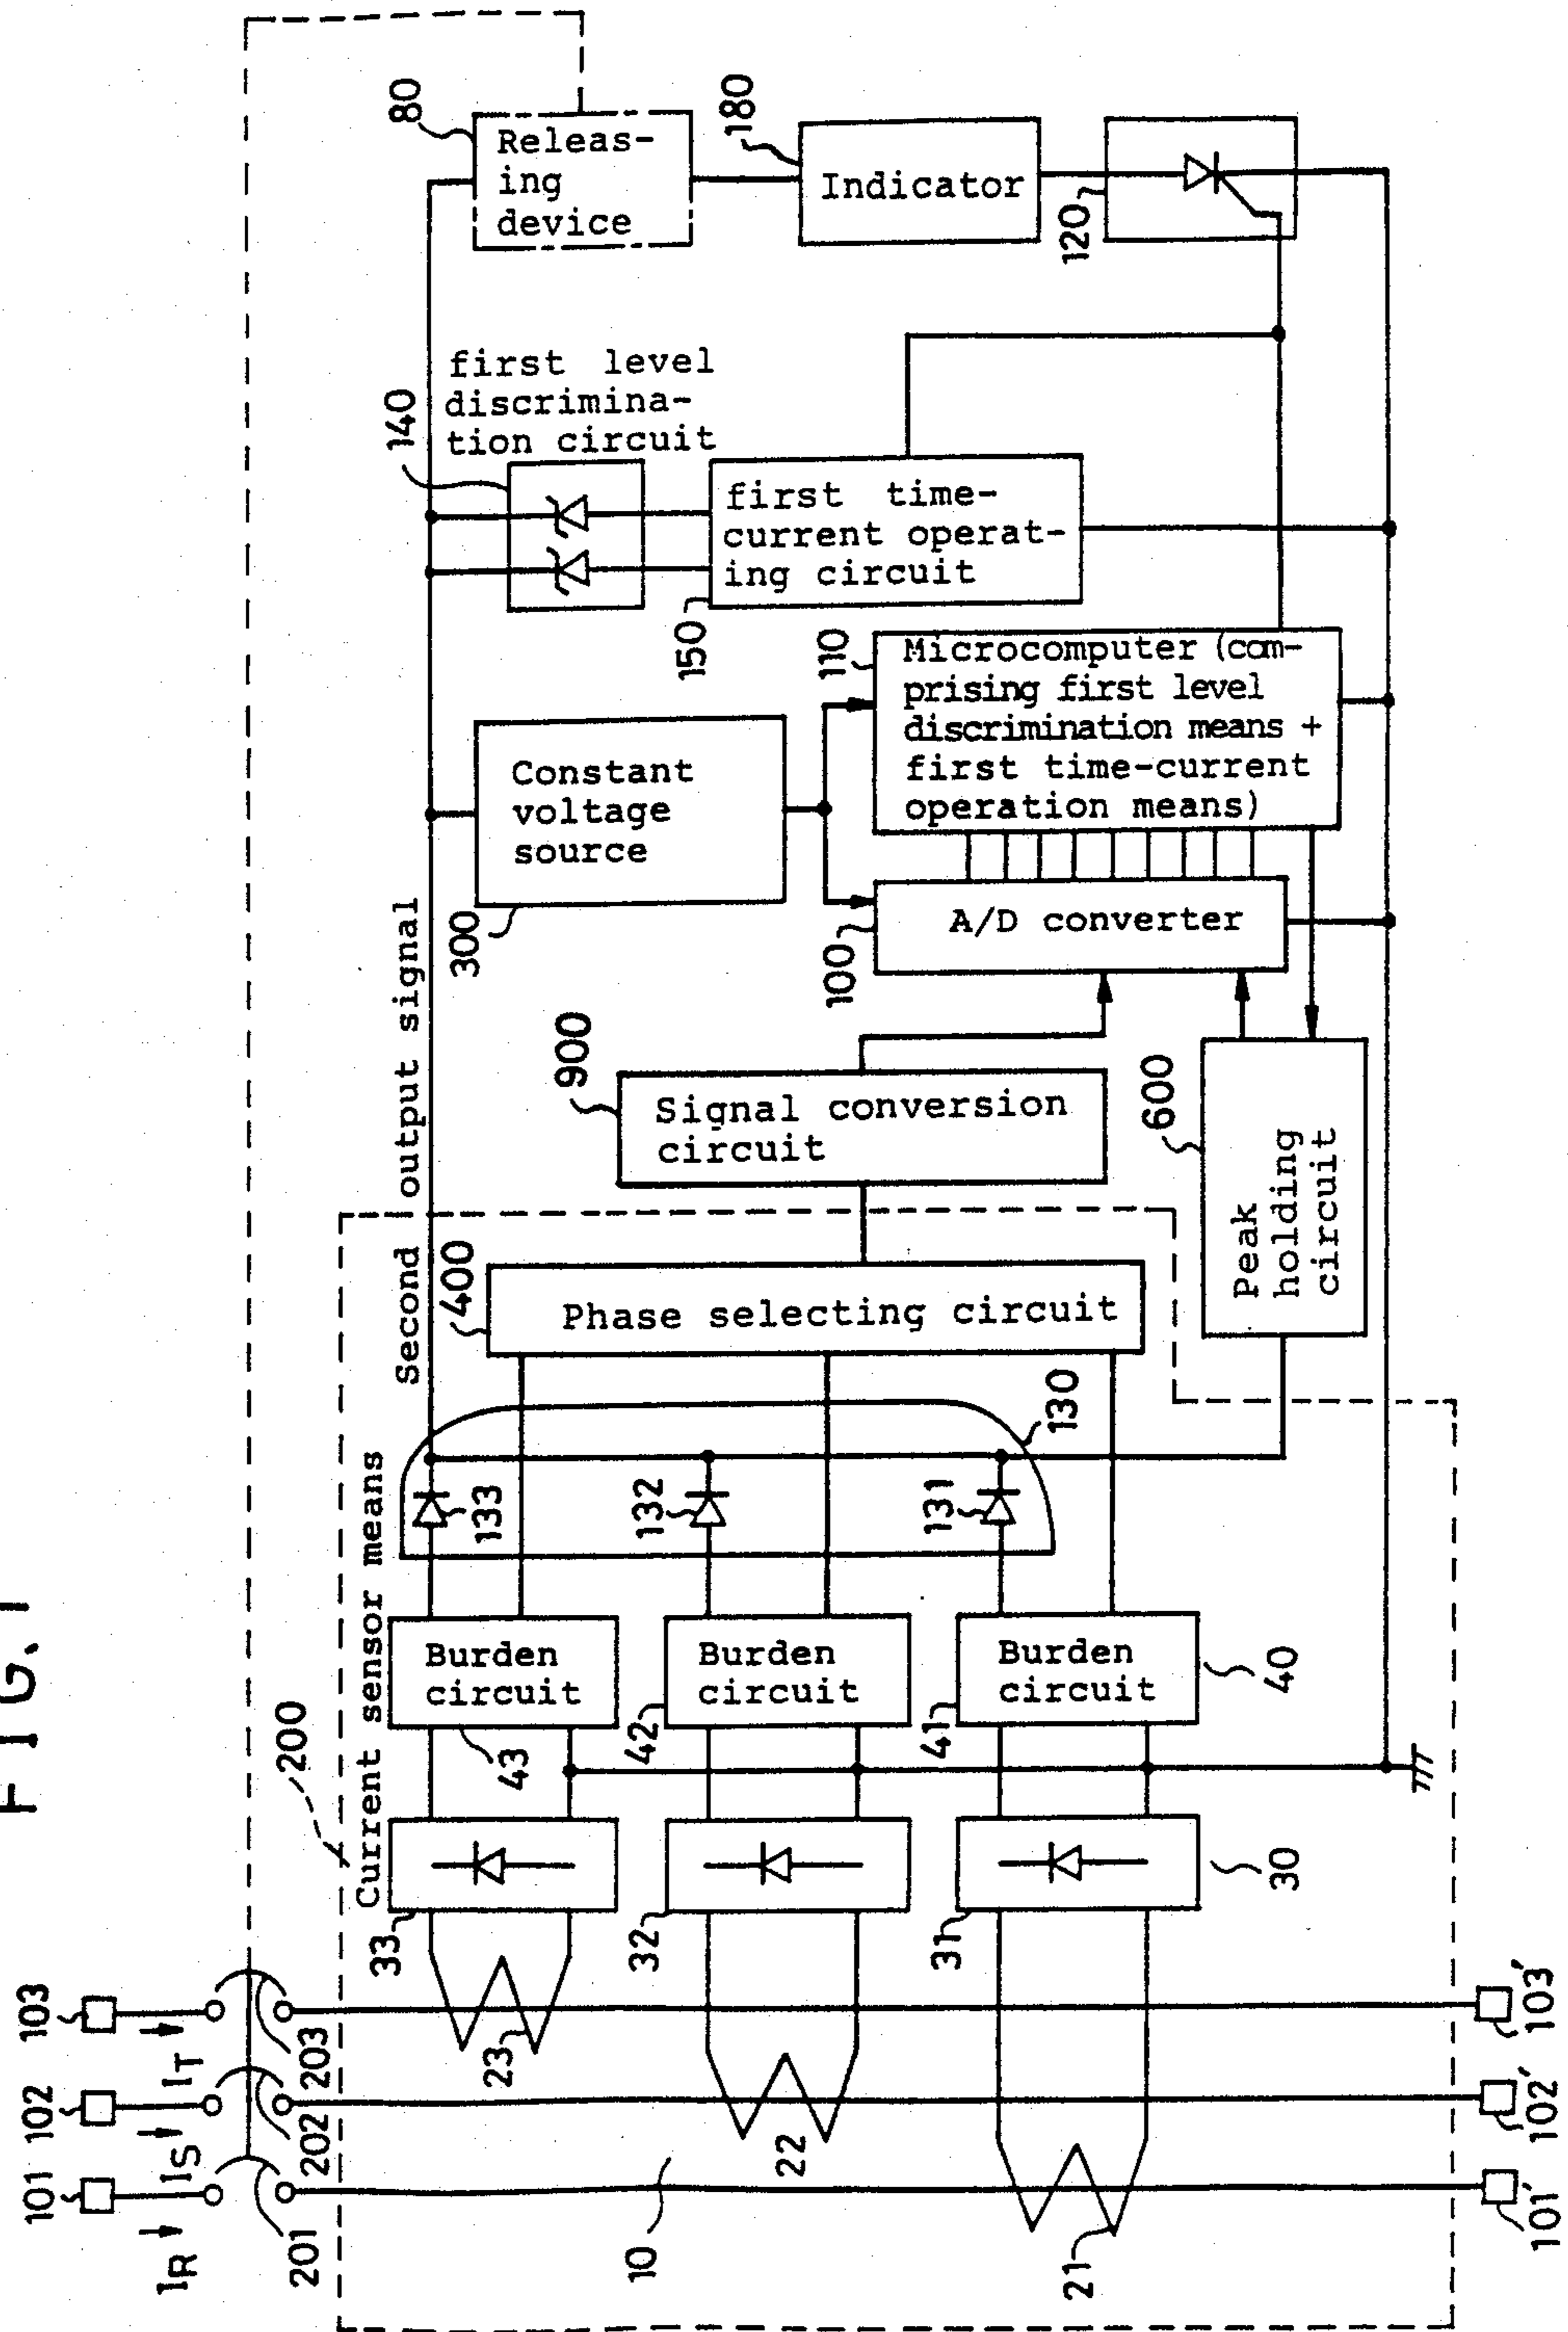 FIG. 1
80
Releas-
ing
device
180
Indicator
120
first level
discrimina-
tion circuit
140
first time-
current operat-
ing circuit
150
110
Microcomputer (com-
prising first level
discrimination means +
first time-current
operation means)
Constant
voltage
source
300
A/D converter
100
Second output signal
900
Signal conversion
circuit
600
Peak
holding
circuit
400
Phase selecting circuit
130
133
132
131
Current sensor means
200
Burden
circuit
43
Burden
circuit
42
Burden
circuit
41
40
33
32
31
30
23
22
21
10
103
102
101
IT
IS
IR
203
202
201
103'
102'
101'